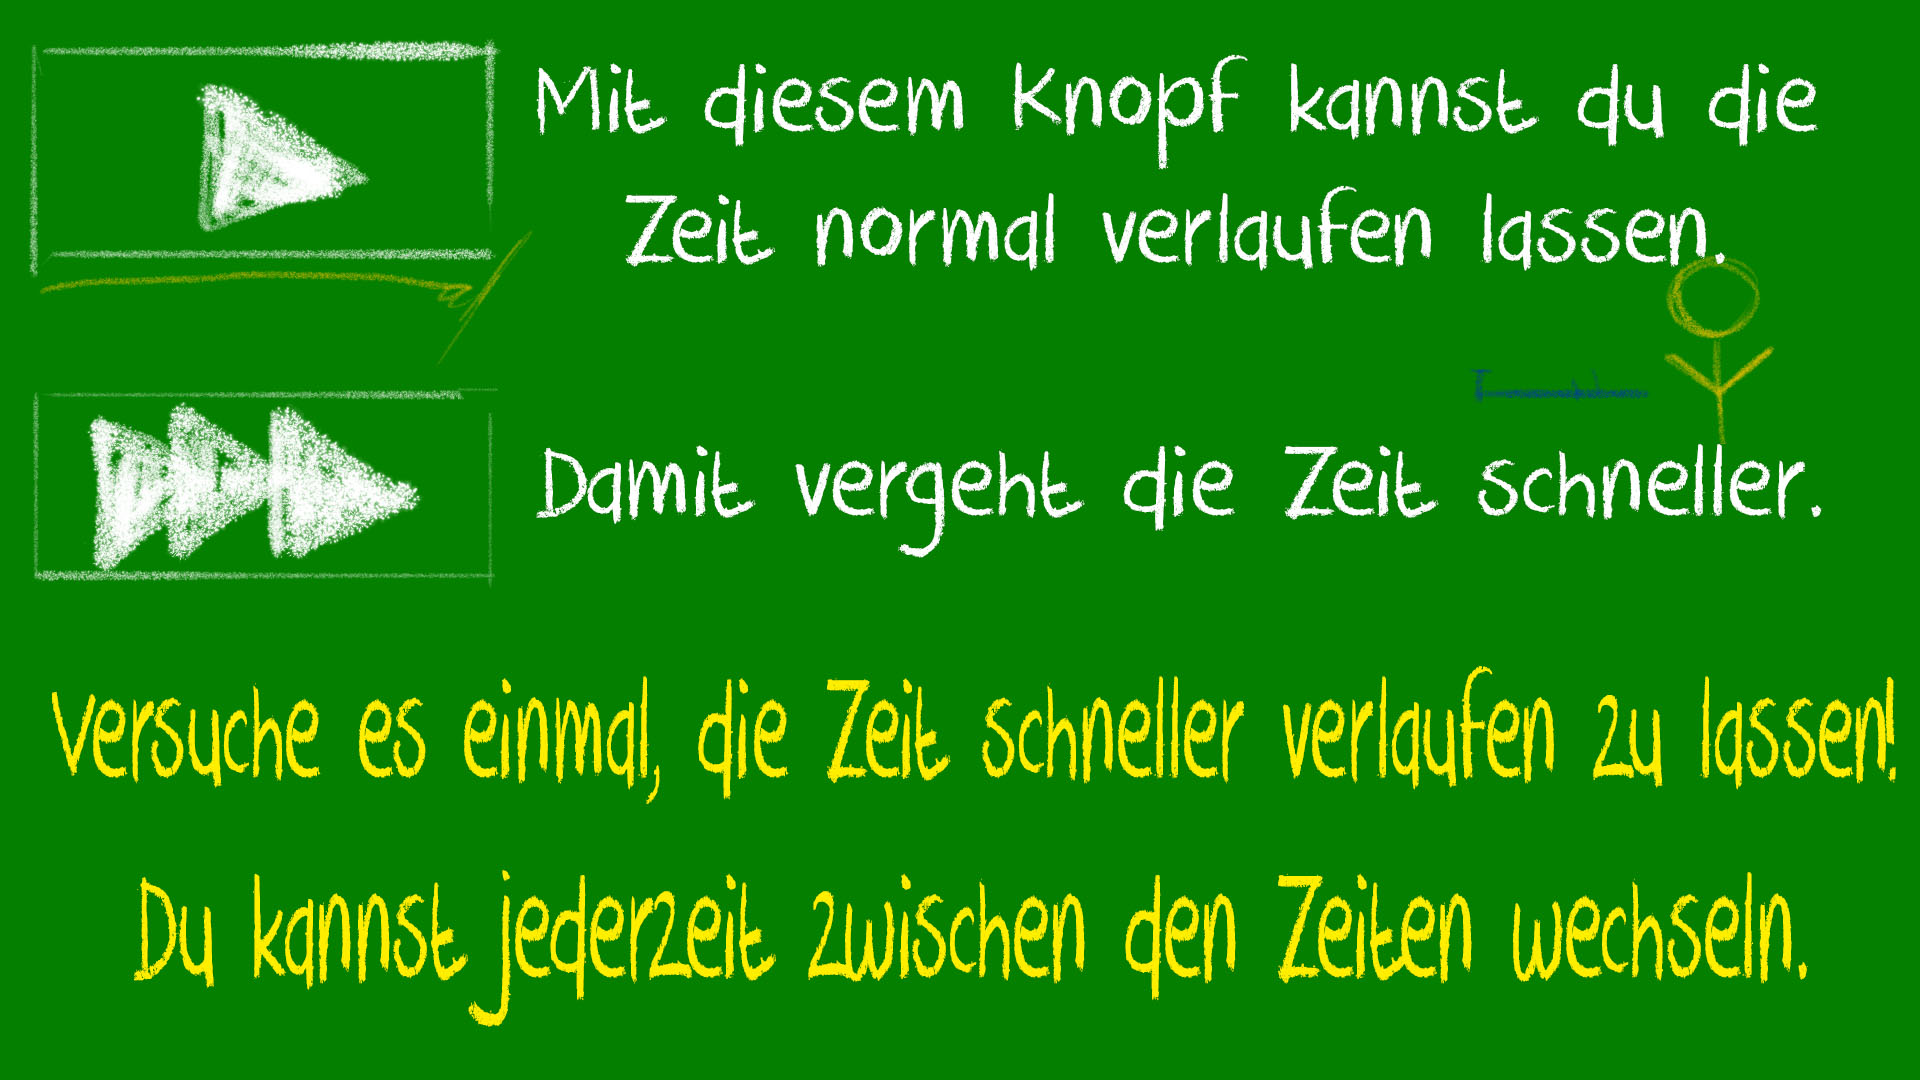 Mit diesem Knopf kannst du die
Zeit normal verlaufen lassen.
Damit vergeht die Zeit schneller.
Versuche es einmal, die Zeit schneller verlaufen zu lassen!
Du kannst jederzeit zwischen den Zeiten wechseln.